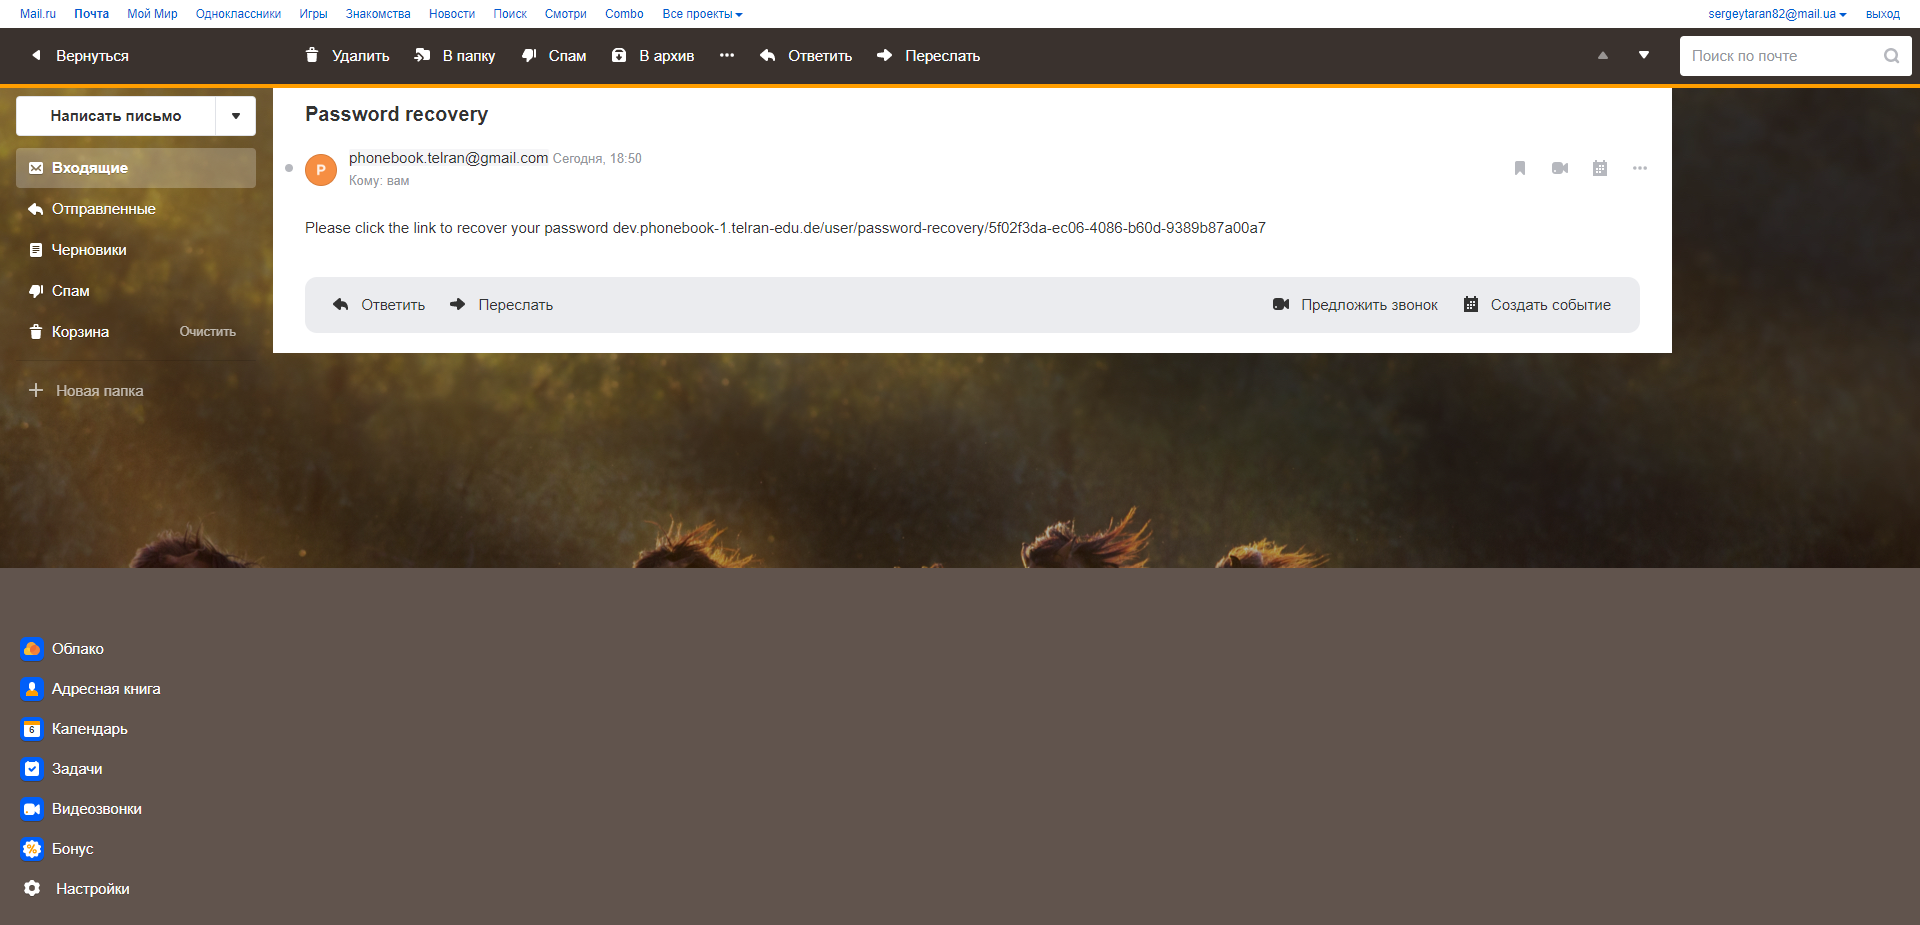 Mail.ru Почта Мой Мир Одноклассники Игры Знакомства Новости Поиск Смотри Combo Все проекты sergeytaran82@mail.ua выход
Вернуться Удалить В папку Спам В архив Ответить Переслать Поиск по почте
Написать письмо
Входящие
Отправленные
Черновики
Спам
Корзина Очистить
Новая папка
Password recovery
P
phonebook.telran@gmail.com Сегодня, 18:50
Кому: вам
Please click the link to recover your password dev.phonebook-1.telran-edu.de/user/password-recovery/5f02f3da-ec06-4086-b60d-9389b87a00a7
Ответить Переслать Предложить звонок Создать событие
Облако
Адресная книга
6 Календарь
Задачи
Видеозвонки
% Бонус
Настройки